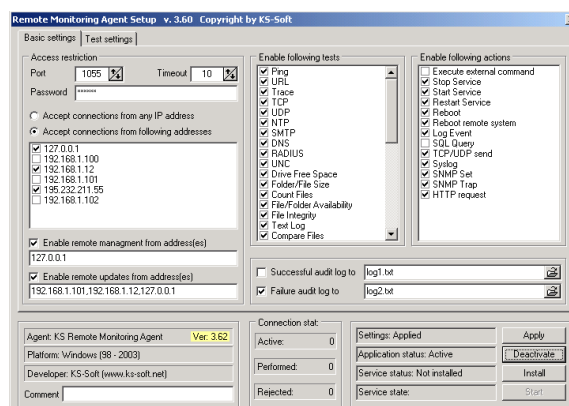 Remote Monitoring Agent Setup v. 3.60 Copyright by KS-Soft
Basic settings
Test settings
Access restriction
Port 1055 Timeout 10
Password ******
Accept connections from any IP address
Accept connections from following addresses
127.0.0.1
192.168.1.100
192.168.1.12
192.168.1.101
195.232.211.55
192.168.1.102
Enable remote managment from address(es)
127.0.0.1
Enable remote updates from address(es)
192.168.1.101,192.168.1.12,127.0.0.1
Enable following tests
Ping
URL
Trace
TCP
UDP
NTP
SMTP
DNS
RADIUS
UNC
Drive Free Space
Folder/File Size
Count Files
File/Folder Availability
File Integrity
Text Log
Compare Files
Enable following actions
Execute external command
Stop Service
Start Service
Restart Service
Reboot
Reboot remote system
Log Event
SQL Query
TCP/UDP send
Syslog
SNMP Set
SNMP Trap
HTTP request
Successful audit log to log1.txt
Failure audit log to log2.txt
Agent: KS Remote Monitoring Agent Ver: 3.62
Platform: Windows (98 - 2003)
Developer: KS-Soft (www.ks-soft.net)
Comment
Connection stat:
Active: 0
Performed: 0
Rejected: 0
Settings: Applied
Application status: Active
Service status: Not installed
Service state:
Apply
Deactivate
Install
Start